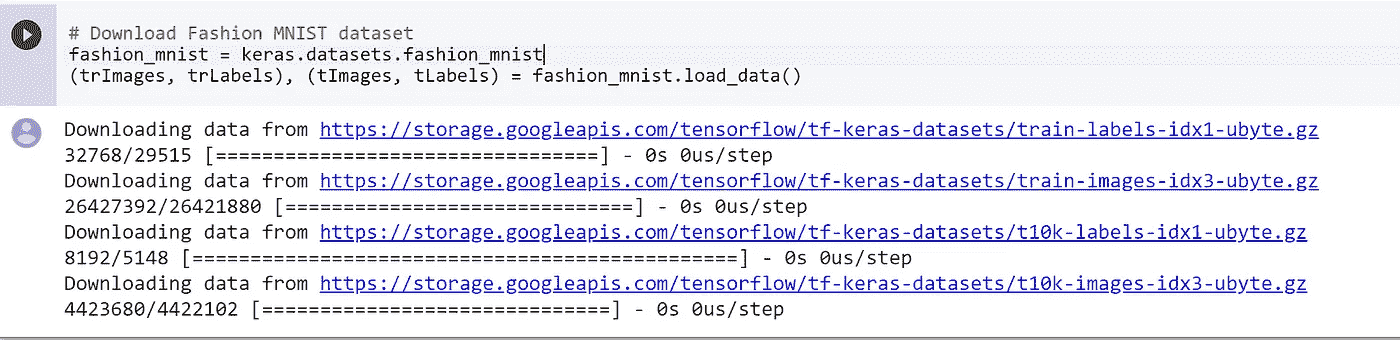 # Download Fashion MNIST dataset
fashion_mnist = keras.datasets.fashion_mnist
(trImages, trLabels), (tImages, tLabels) = fashion_mnist.load_data()
Downloading data from https://storage.googleapis.com/tensorflow/tf-keras-datasets/train-labels-idx1-ubyte.gz
32768/29515 [=================================] - 0s 0us/step
Downloading data from https://storage.googleapis.com/tensorflow/tf-keras-datasets/train-images-idx3-ubyte.gz
26427392/26421880 [==============================] - 0s 0us/step
Downloading data from https://storage.googleapis.com/tensorflow/tf-keras-datasets/t10k-labels-idx1-ubyte.gz
8192/5148 [===============================================] - 0s 0us/step
Downloading data from https://storage.googleapis.com/tensorflow/tf-keras-datasets/t10k-images-idx3-ubyte.gz
4423680/4422102 [==============================] - 0s 0us/step